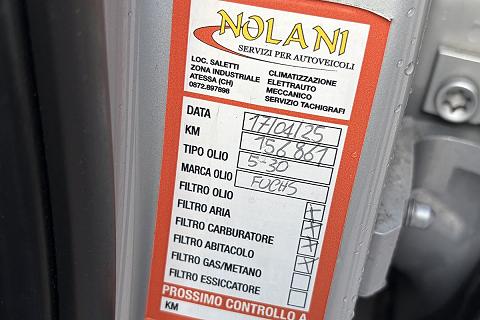 NOLANI
SERVIZI PER AUTOVEICOLI
LOC. SALETTI
ZONA INDUSTRIALE
ATESSA (CH)
0872.897898
CLIMATIZZAZIONE
ELETTRAUTO
MECCANICO
SERVIZIO TACHIGRAFI
DATA 17/01/25
KM 156861
TIPO OLIO 5-30
MARCA OLIO FUCHS
FILTRO OLIO
FILTRO ARIA
FILTRO CARBURATORE
FILTRO ABITACOLO
FILTRO GAS/METANO
FILTRO ESSICCATORE
PROSSIMO CONTROLLO A
KM